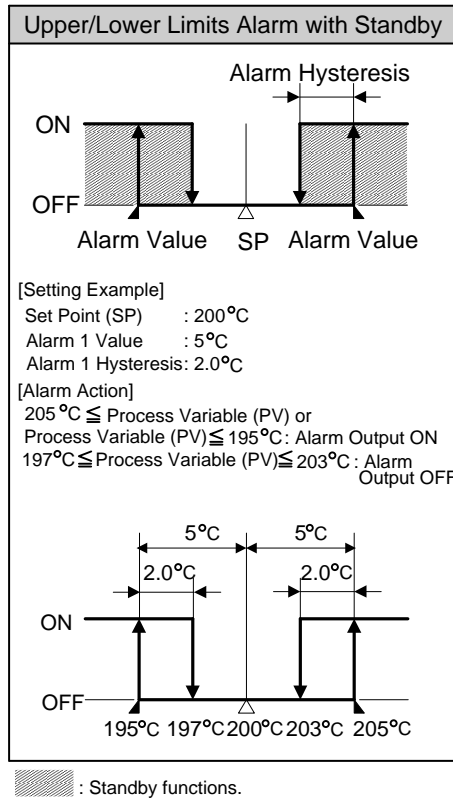 Upper/Lower Limits Alarm with Standby
Alarm Hysteresis
ON
OFF
Alarm Value SP Alarm Value
[Setting Example]
Set Point (SP) : 200°C
Alarm 1 Value : 5°C
Alarm 1 Hysteresis: 2.0°C
[Alarm Action]
205°C ≦ Process Variable (PV) or
Process Variable (PV)≦ 195°C: Alarm Output ON
197°C≦Process Variable (PV)≦ 203°C : Alarm
Output OFF
5°C 5°C
2.0°C 2.0°C
ON
OFF
195°C 197°C 200°C 203°C 205°C
: Standby functions.